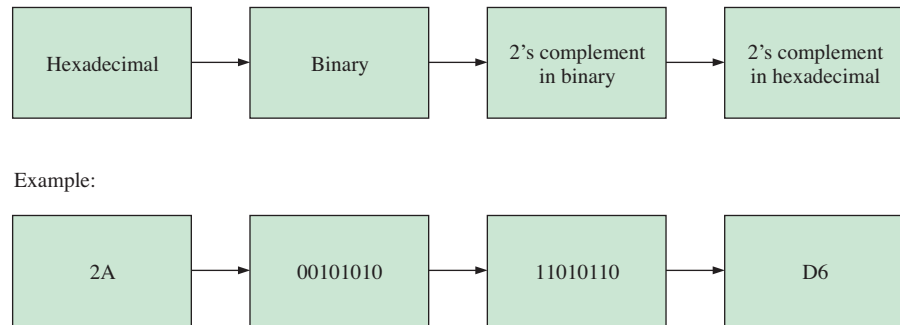 Hexadecimal
Binary
2's complement
in binary
2's complement
in hexadecimal
Example:
2A
00101010
11010110
D6